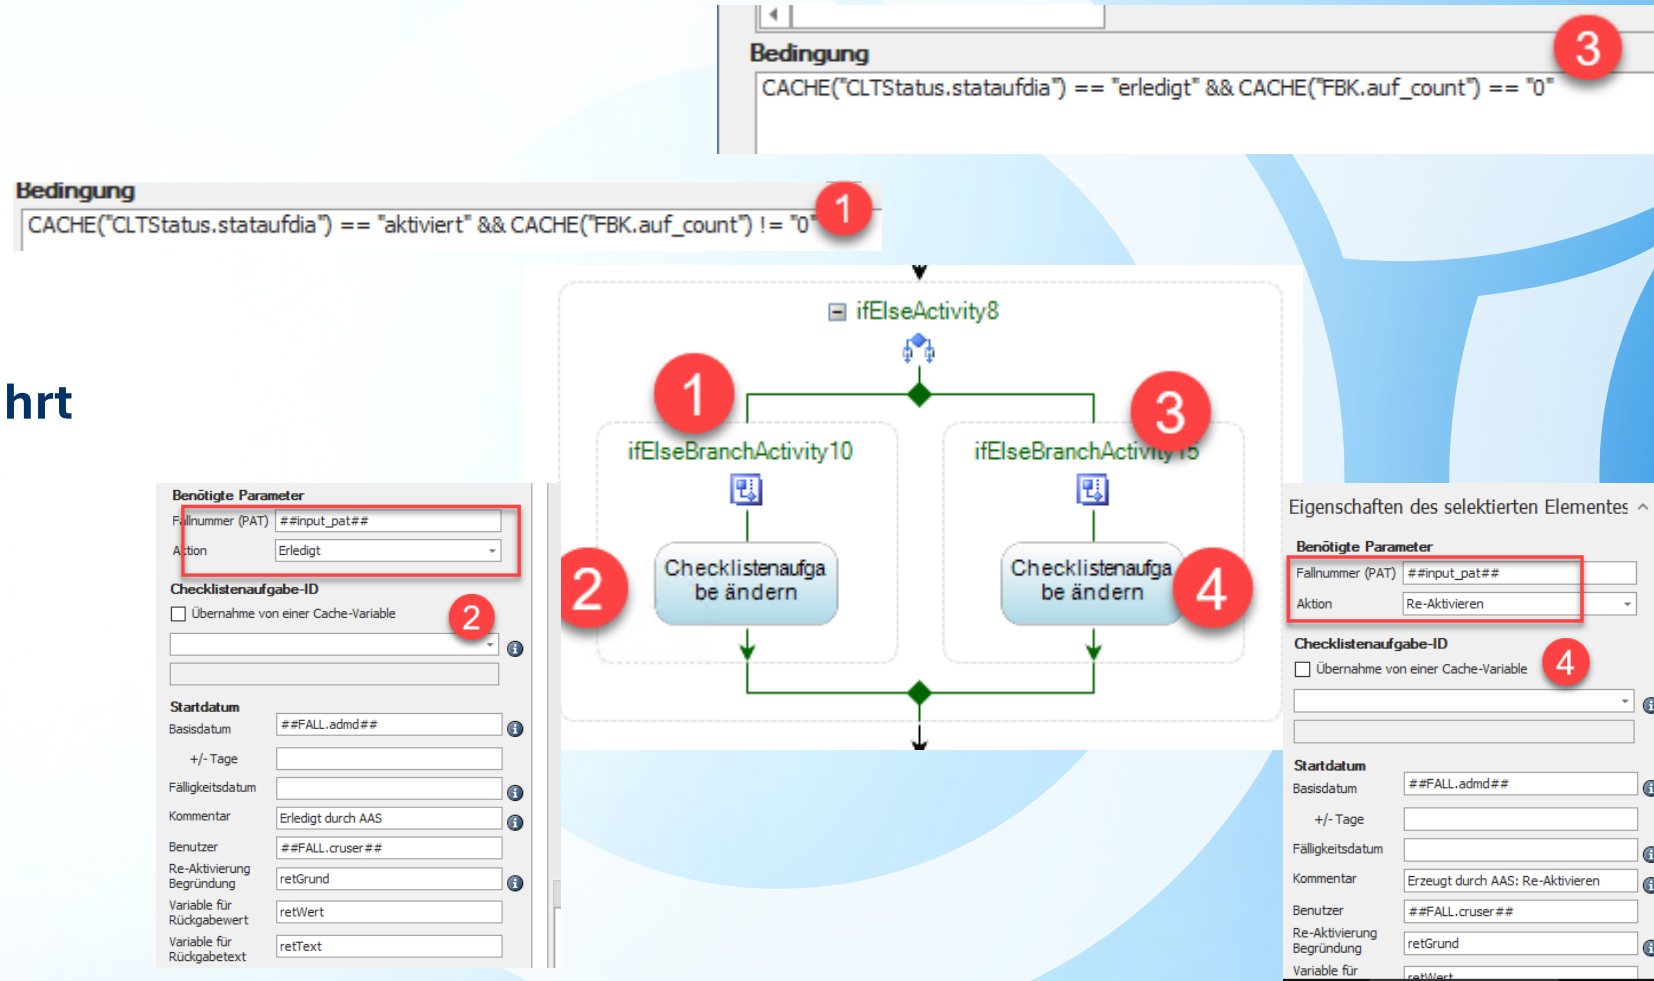 3
Bedingung
CACHE("CLTStatus.stataufdia") == "erledigt" && CACHE("FBK.auf_count") == "0"
Bedingung
1
CACHE("CLTStatus.stataufdia") == "aktiviert" && CACHE("FBK.auf_count") != "0"
hrt
ifElseActivity8
1
3
ifElseBranchActivity10
ifElseBranchActivity15
2
Checklistenaufga
be ändern
Checklistenaufga
be ändern
4
Benötigte Parameter
Fallnummer (PAT) ##input_pat##
Aktion Erledigt
Checklistenaufgabe-ID
Übernahme von einer Cache-Variable
2
Startdatum
Basisdatum ##FALL.admd##
+/- Tage
Fälligkeitsdatum
Kommentar Erledigt durch AAS
Benutzer ##FALL.cruser##
Re-Aktivierung
Begründung retGrund
Variable für
Rückgabewert retWert
Variable für
Rückgabetext retText
Eigenschaften des selektierten Elementes
Benötigte Parameter
Fallnummer (PAT) ##input_pat##
Aktion Re-Aktivieren
Checklistenaufgabe-ID
Übernahme von einer Cache-Variable
4
Startdatum
Basisdatum ##FALL.admd##
+/- Tage
Fälligkeitsdatum
Kommentar Erzeugt durch AAS: Re-Aktivieren
Benutzer ##FALL.cruser##
Re-Aktivierung
Begründung retGrund
Variable für retWert